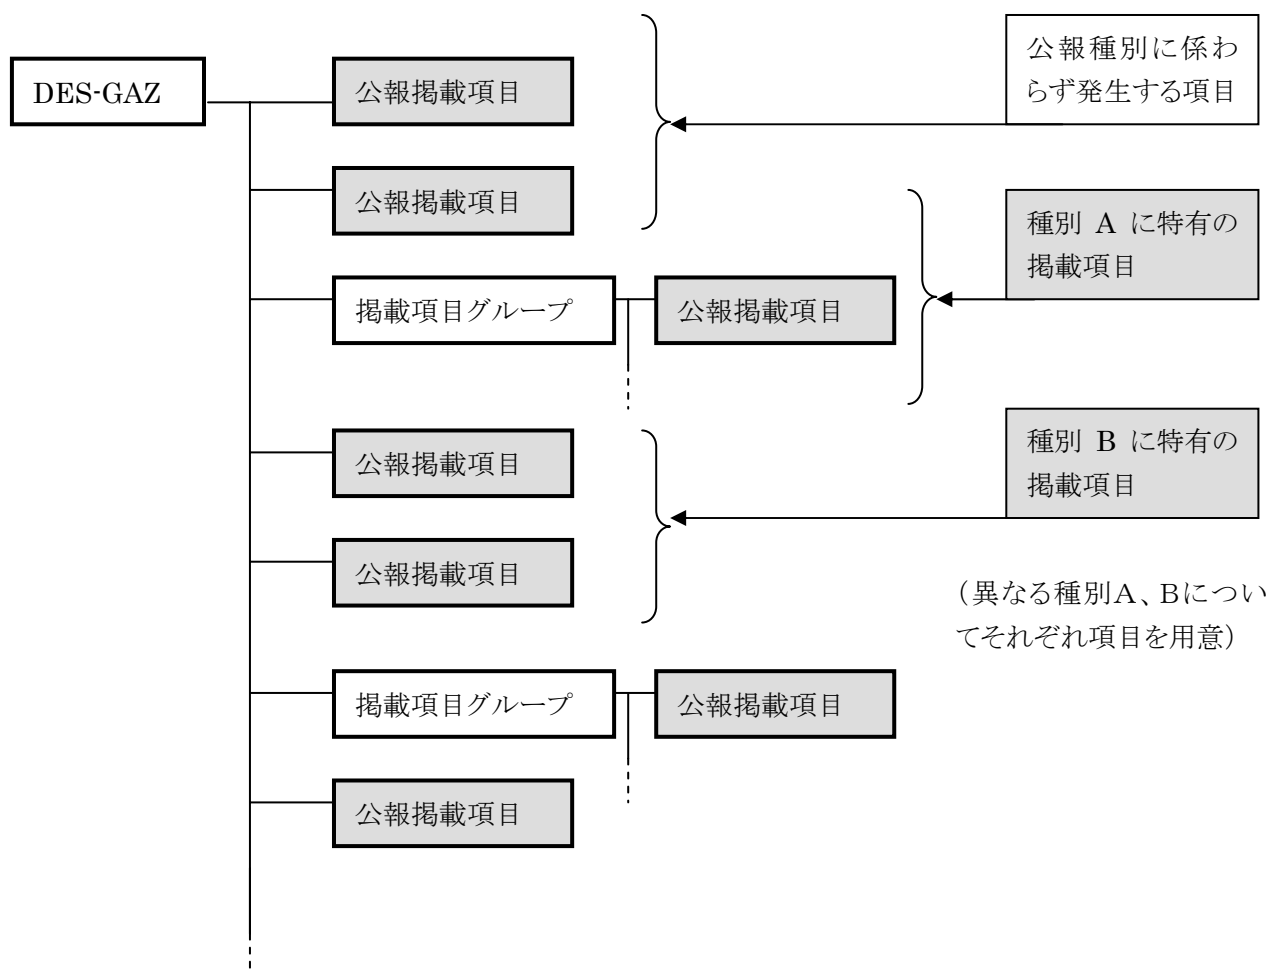 DES-GAZ
公報掲載項目
公報種別に係わ
らず発生する項目
公報掲載項目
種別 A に特有の
掲載項目
掲載項目グループ
公報掲載項目
公報掲載項目
種別 B に特有の
掲載項目
公報掲載項目
（異なる種別A、Bについ
てそれぞれ項目を用意）
掲載項目グループ
公報掲載項目
公報掲載項目